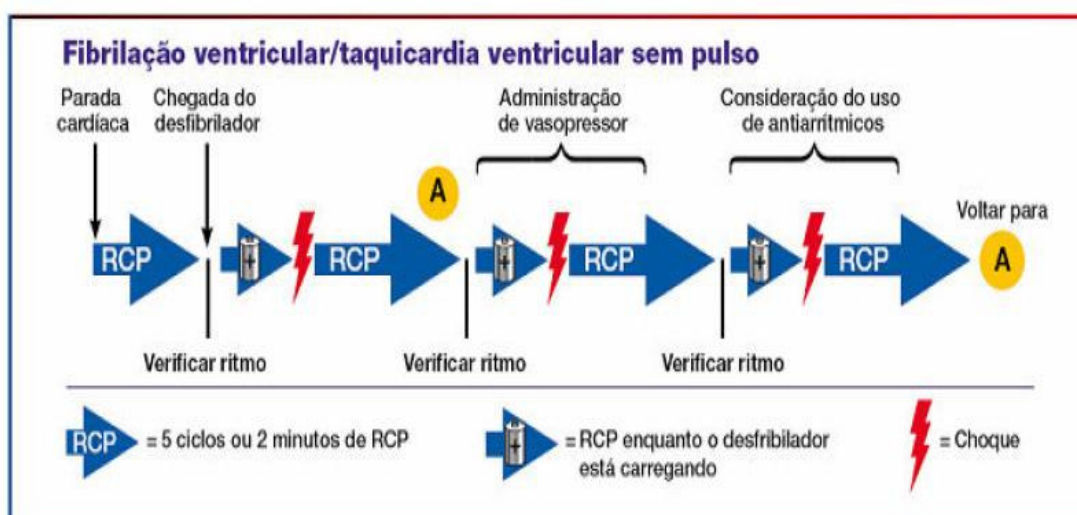 Fibrilação ventricular/taquicardia ventricular sem pulso
Parada
cardíaca
Chegada do
desfibrilador
Administração
de vasopressor
Consideração do uso
de antiarrítmicos
A
Voltar para
A
RCP
RCP
RCP
RCP
Verificar ritmo
Verificar ritmo
Verificar ritmo
RCP
= 5 ciclos ou 2 minutos de RCP
= RCP enquanto o desfribilador
está carregando
= Choque